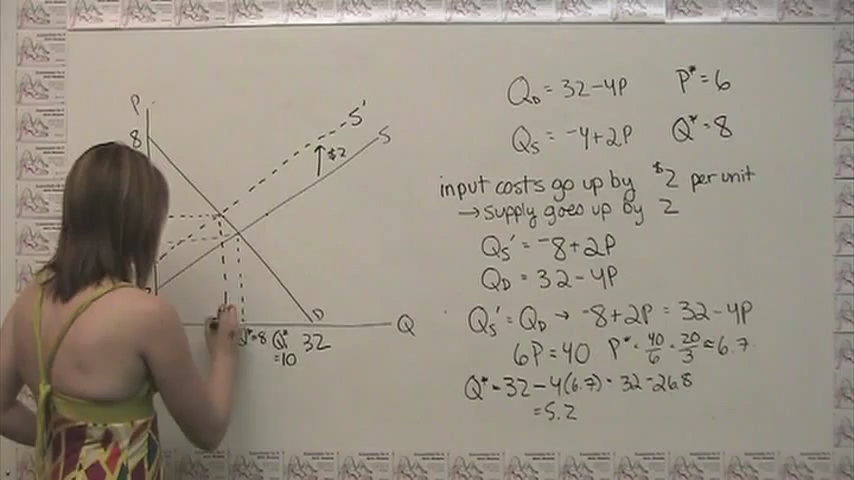 P
8
S'
S
$2
D
Q
Q*=8
Q*
=10
32
Q_D = 32-4P P*=6
Q_S = -4+2P Q*=8
input costs go up by $2 per unit
→ supply goes up by 2
Q_S' = -8+2P
Q_D = 32-4P
Q_S' = Q_D → -8+2P = 32-4P
6P=40 P* = 40/6 = 20/3 ≈ 6.7
Q* = 32-4(6.7) = 32-26.8
=5.2